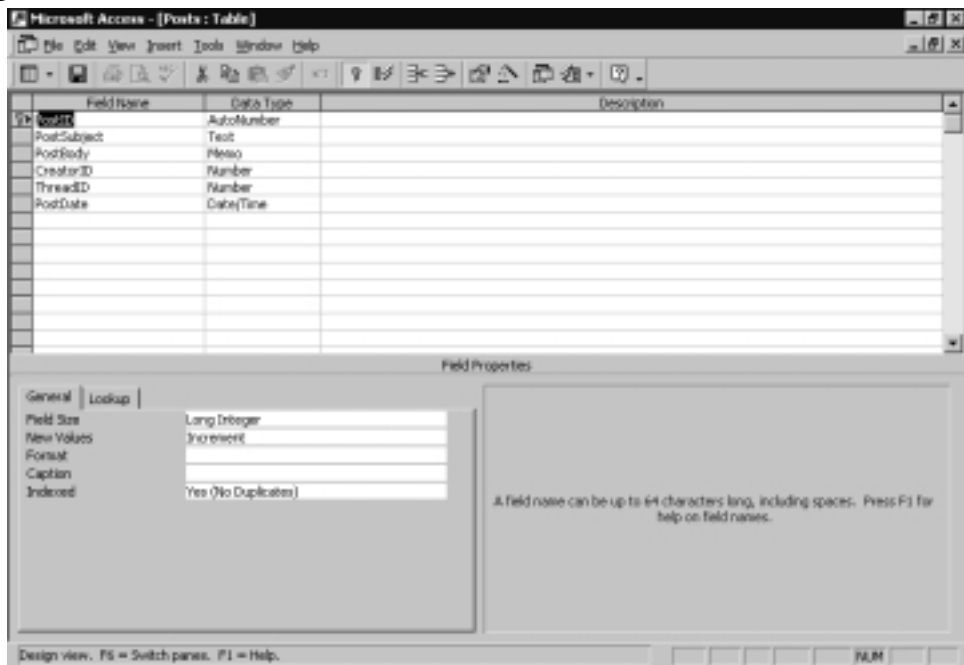 Microsoft Access - [Posts : Table]
File Edit View Insert Tools Window Help
Field Name Data Type Description
PostID AutoNumber
PostSubject Text
PostBody Memo
CreatorID Number
ThreadID Number
PostDate Date/Time
Field Properties
General Lookup
Field Size Long Integer
New Values Increment
Format
Caption
Indexed Yes (No Duplicates)
A field name can be up to 64 characters long, including spaces. Press F1 for
help on field names.
Design view. F6 = Switch panes. F1 = Help.
NUM